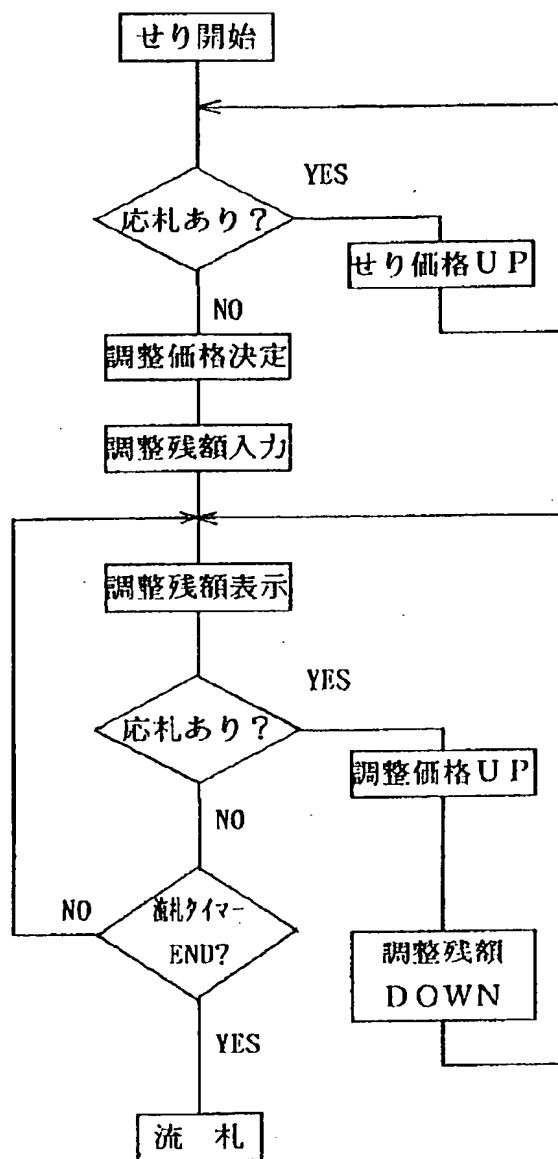 せり開始
YES
応札あり？
せり価格UP
NO
調整価格決定
調整残額入力
調整残額表示
YES
応札あり？
調整価格UP
NO
NO
流札タイマー
END?
調整残額
DOWN
YES
流 札